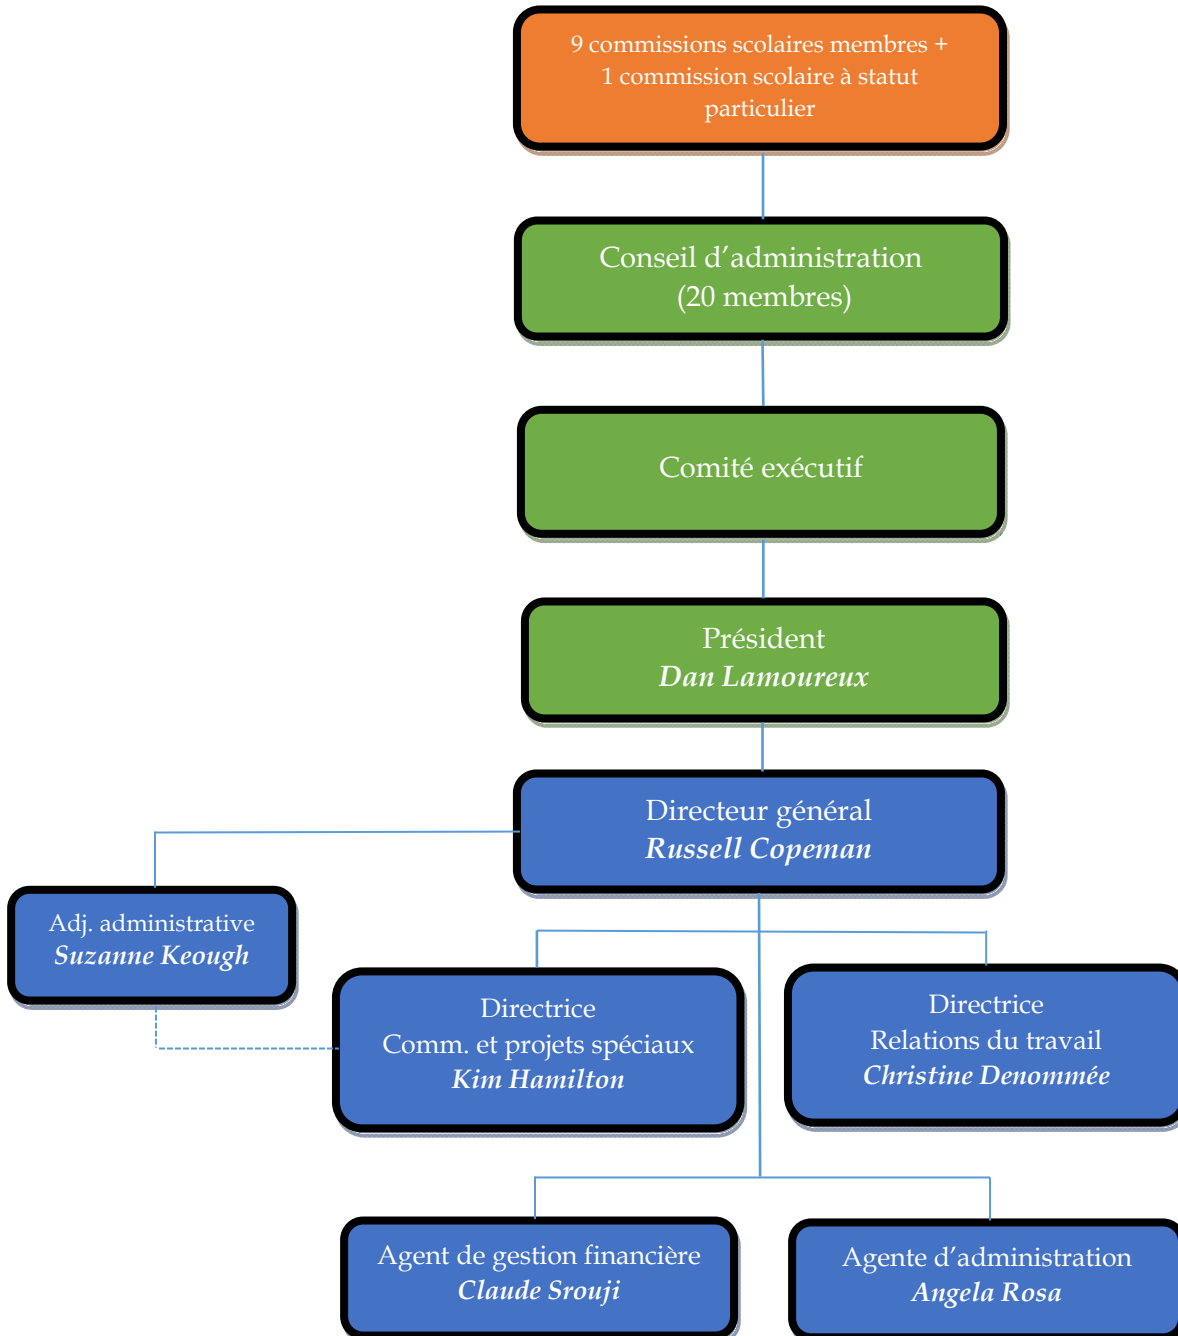 9 commissions scolaires membres +
1 commission scolaire à statut
particulier
Conseil d’administration
(20 membres)
Comité exécutif
Président
Dan Lamoureux
Directeur général
Russell Copeman
Adj. administrative
Suzanne Keough
Directrice
Comm. et projets spéciaux
Kim Hamilton
Directrice
Relations du travail
Christine Denommée
Agent de gestion financière
Claude Srouji
Agente d’administration
Angela Rosa